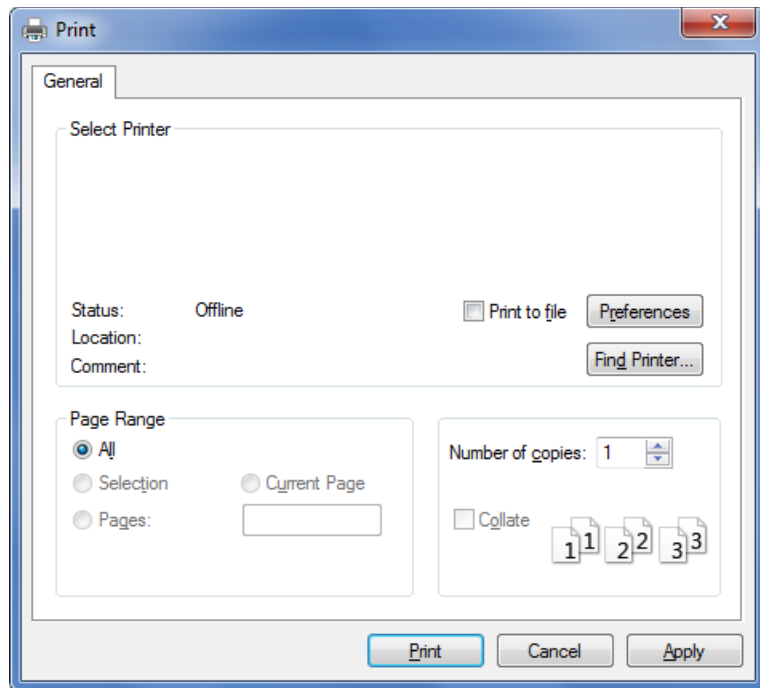 Print
General
Select Printer
Status: Offline
Print to file
Preferences
Location:
Comment:
Find Printer...
Page Range
All
Selection
Current Page
Pages:
Number of copies: 1
Collate
1 1 2 2 3 3
Print
Cancel
Apply